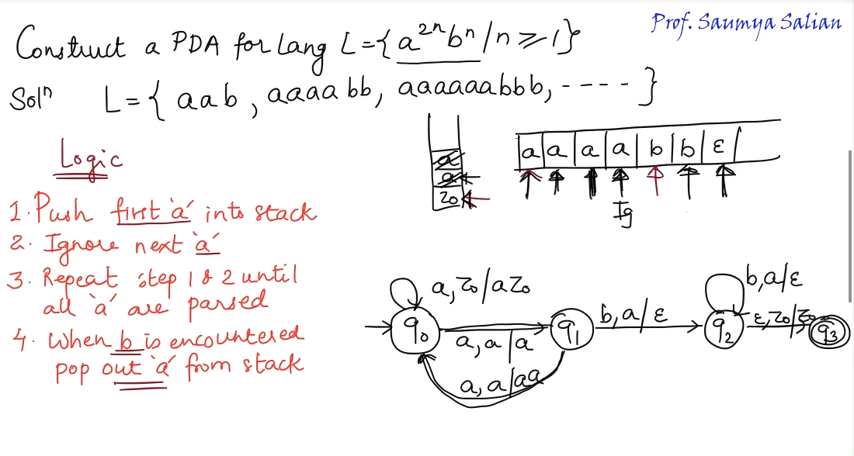 Prof. Saumya Salian
Construct a PDA for Lang L={a²ⁿbⁿ/n≥1}
Solⁿ L={ aab, aaaabb, aaaaaabbb, ---- }
Logic
1. Push first 'a' into stack
2. Ignore next 'a'
3. Repeat step 1 & 2 until
all 'a' are parsed
4. When b is encountered
pop out 'a' from stack
a
a
z₀
a a a a b b ε
Ig
a, z₀/az₀
b, a/ε
q₀
q₁
b, a/ε
q₂
ε, z₀/z₀
q₃
a, a/a
a, a/aa